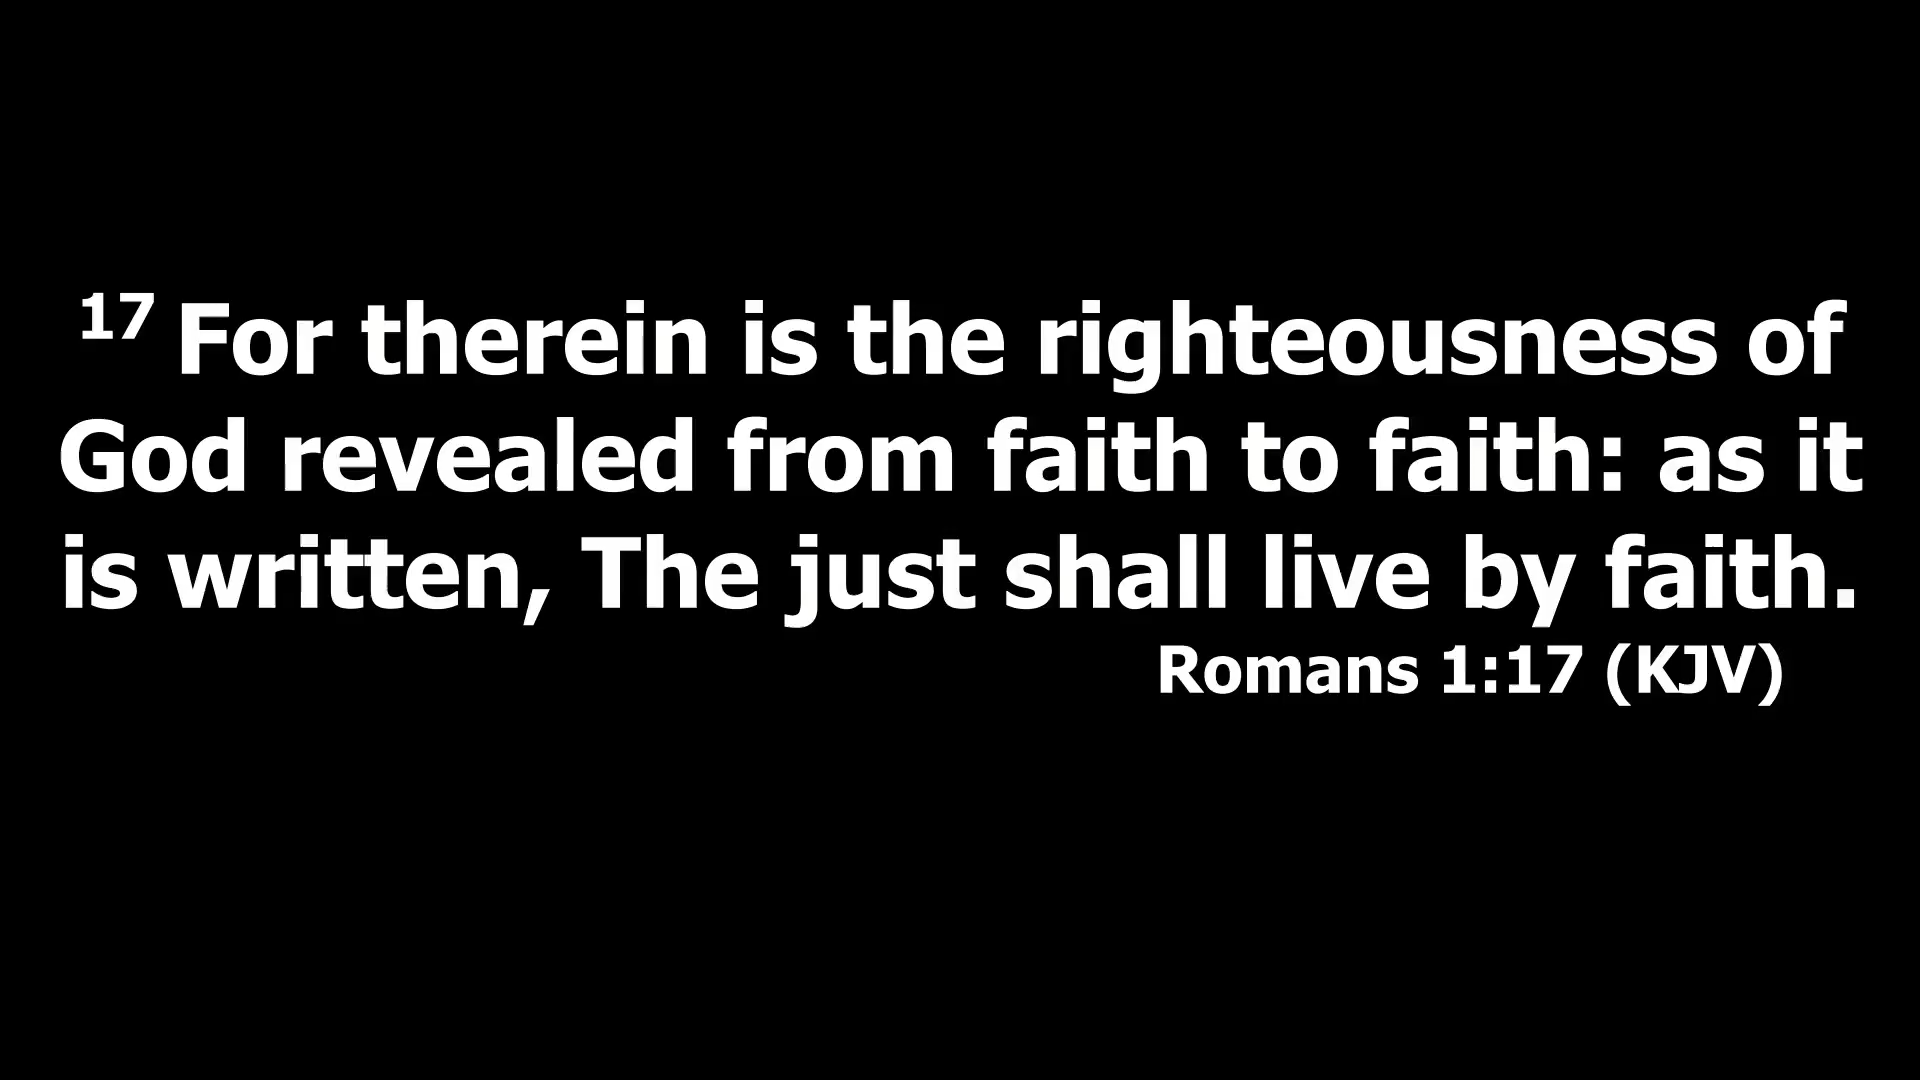 17 For therein is the righteousness of
God revealed from faith to faith: as it
is written, The just shall live by faith.
Romans 1:17 (KJV)